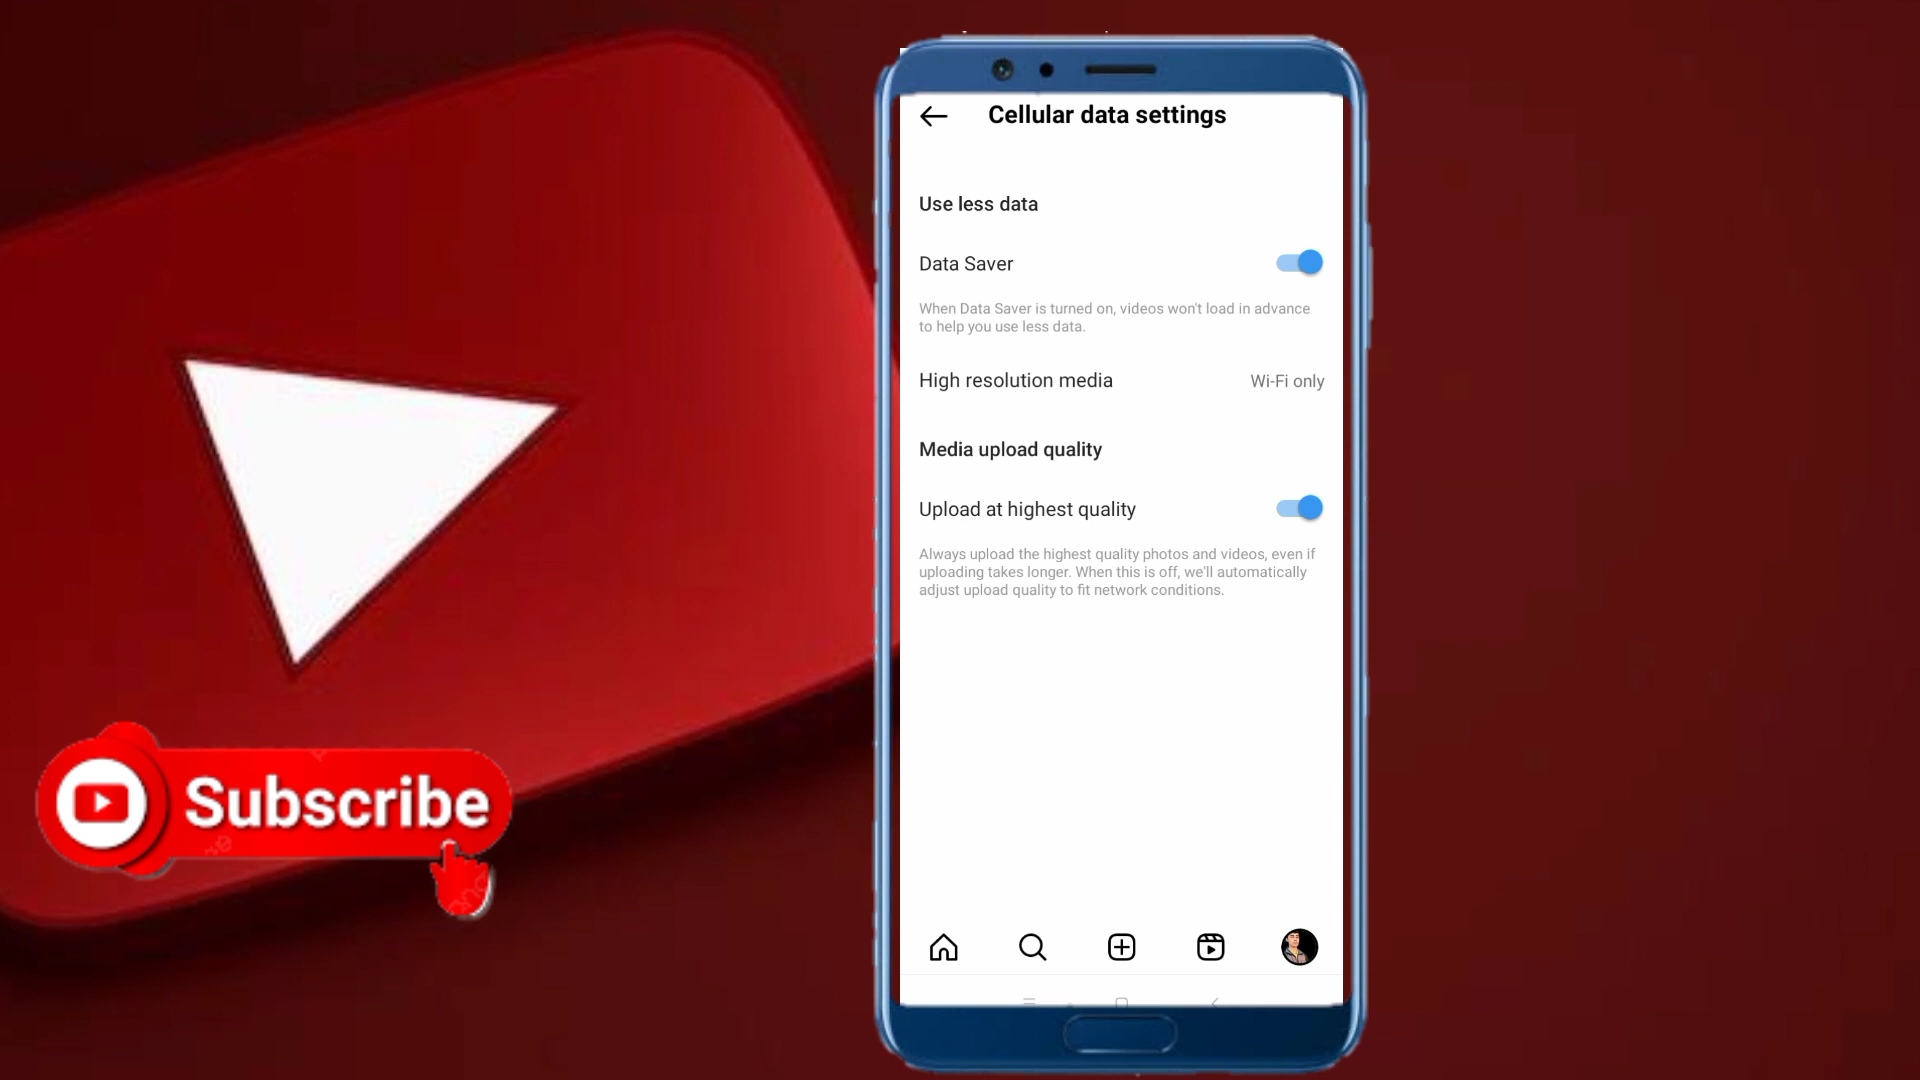 Cellular data settings
Use less data
Data Saver
When Data Saver is turned on, videos won't load in advance
to help you use less data.
High resolution media
Wi-Fi only
Media upload quality
Upload at highest quality
Always upload the highest quality photos and videos, even if
uploading takes longer. When this is off, we'll automatically
adjust upload quality to fit network conditions.
Subscribe